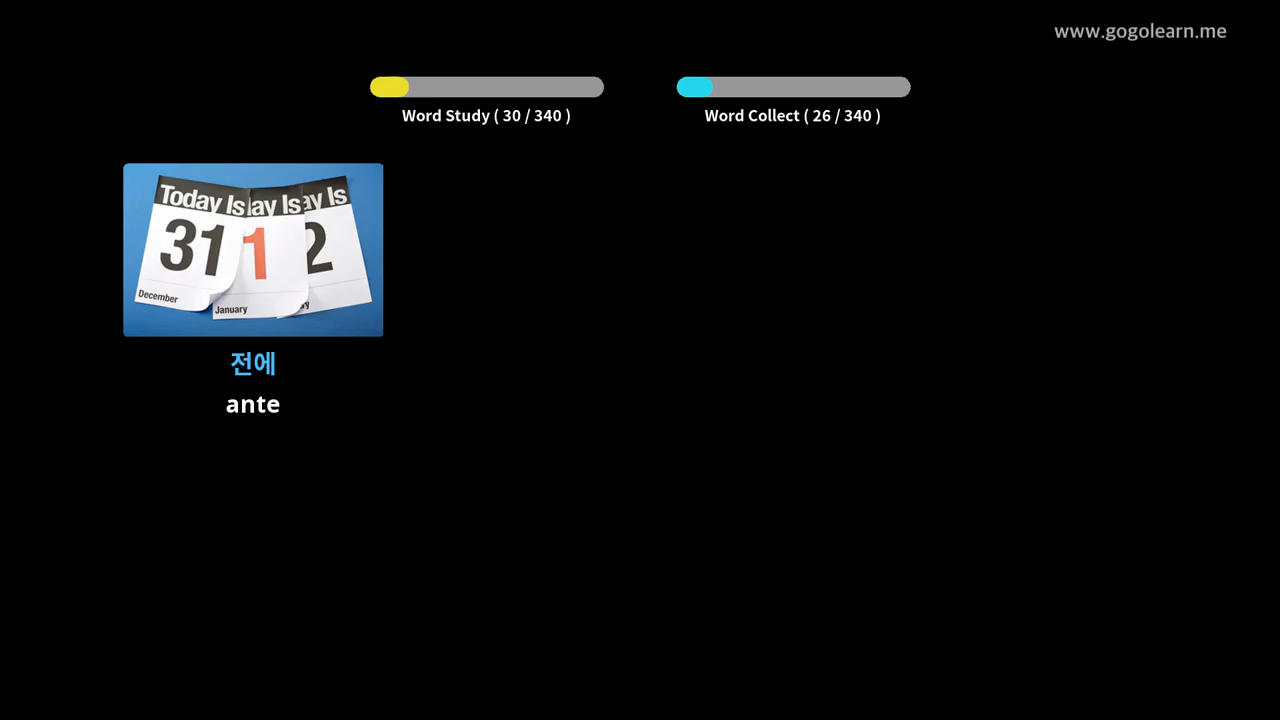 www.gogolearn.me
Word Study ( 30 / 340 )
Word Collect ( 26 / 340 )
Today Is
ay Is
ay Is
31
1
2
December
January
전에
ante